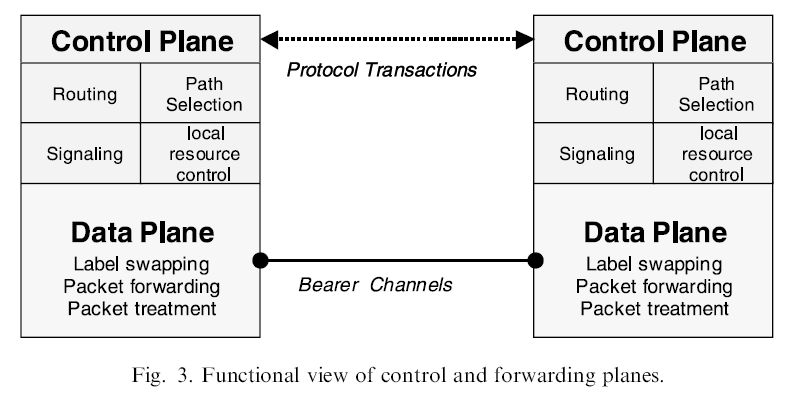 Control Plane
Routing
Path
Selection
Signaling
local
resource
control
Data Plane
Label swapping
Packet forwarding
Packet treatment
Protocol Transactions
Bearer Channels
Control Plane
Routing
Path
Selection
Signaling
local
resource
control
Data Plane
Label swapping
Packet forwarding
Packet treatment
Fig. 3. Functional view of control and forwarding planes.